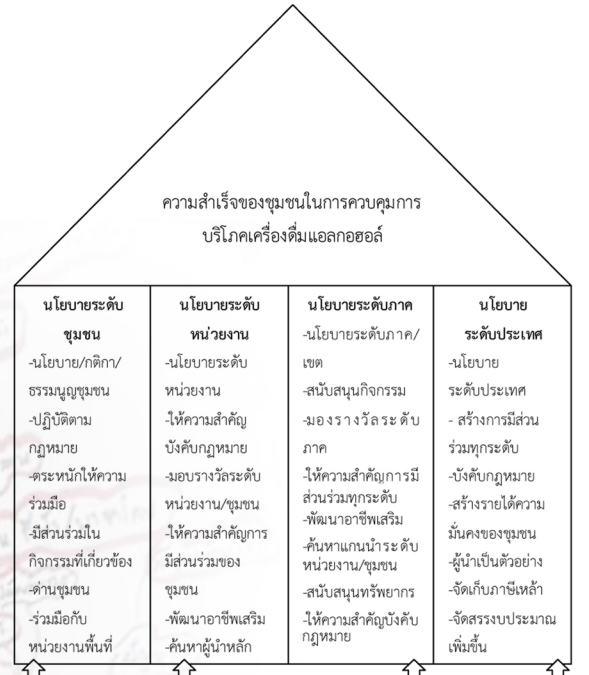 ความสำเร็จของชุมชนในการควบคุมการ
บริโภคเครื่องดื่มแอลกอฮอล์
นโยบายระดับ
ชุมชน
-นโยบาย/กติกา/
ธรรมนูญชุมชน
-ปฏิบัติตาม
กฎหมาย
-ตระหนักให้ความ
ร่วมมือ
-มีส่วนร่วมใน
กิจกรรมที่เกี่ยวข้อง
-ด่านชุมชน
-ร่วมมือกับ
หน่วยงานพื้นที่
นโยบายระดับ
หน่วยงาน
-นโยบายระดับ
หน่วยงาน
-ให้ความสำคัญ
บังคับกฎหมาย
-มอบรางวัลระดับ
หน่วยงาน/ชุมชน
-ให้ความสำคัญการ
มีส่วนร่วมของ
ชุมชน
-พัฒนาอาชีพเสริม
-ค้นหาผู้นำหลัก
นโยบายระดับภาค
-นโยบายระดับภาค/
เขต
-สนับสนุนกิจกรรม
-มองรางวัลระดับ
ภาค
-ให้ความสำคัญการมี
ส่วนร่วมทุกระดับ
-พัฒนาอาชีพเสริม
-ค้นหาแกนนำระดับ
หน่วยงาน/ชุมชน
-สนับสนุนทรัพยากร
-ให้ความสำคัญบังคับ
กฎหมาย
นโยบาย
ระดับประเทศ
-นโยบาย
ระดับประเทศ
- สร้างการมีส่วน
ร่วมทุกระดับ
-บังคับกฎหมาย
-สร้างรายได้ความ
มั่นคงของชุมชน
-ผู้นำเป็นตัวอย่าง
-จัดเก็บภาษีเหล้า
-จัดสรรงบประมาณ
เพิ่มขึ้น